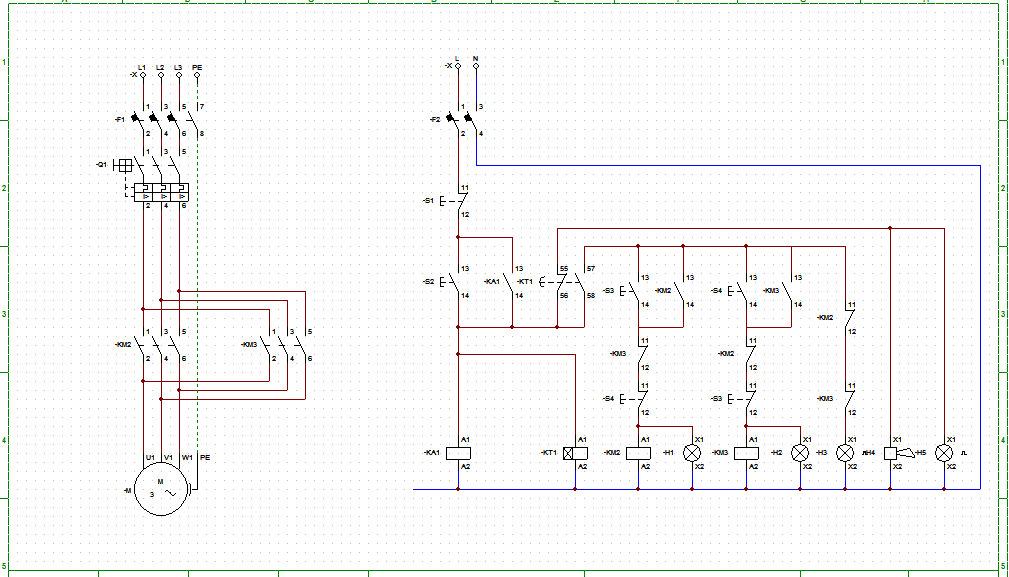 L1 L2 L3 PE L N
-X -X
1 3 5 7 1 3
-F1 -F2
2 4 6 8 2 4
1 3 5
-Q1
2 4 6
11
-S1
12
13 13 55 57
-S2 -KA1 -KT1
14 14 56 58
13 13 13 13
-S3 -KM2 -S4 -KM3
14 14 14 14
11
-KM2
12
1 3 5 1 3 5
-KM2 -KM3
2 4 6 2 4 6
11 11
-KM3 -KM2
12 12
11 11 11
-S4 -S3 -KM3
12 12 12
A1 A1 A1 X1 A1 X1 X1 X1 X1
-KA1 -KT1 -KM2 -H1 -KM3 -H2 -H3 -H4 -H5
A2 A2 A2 X2 A2 X2 X2 X2 X2
U1 V1 W1 PE
-M M
3
1 1
2 2
3 3
4 4
5 5